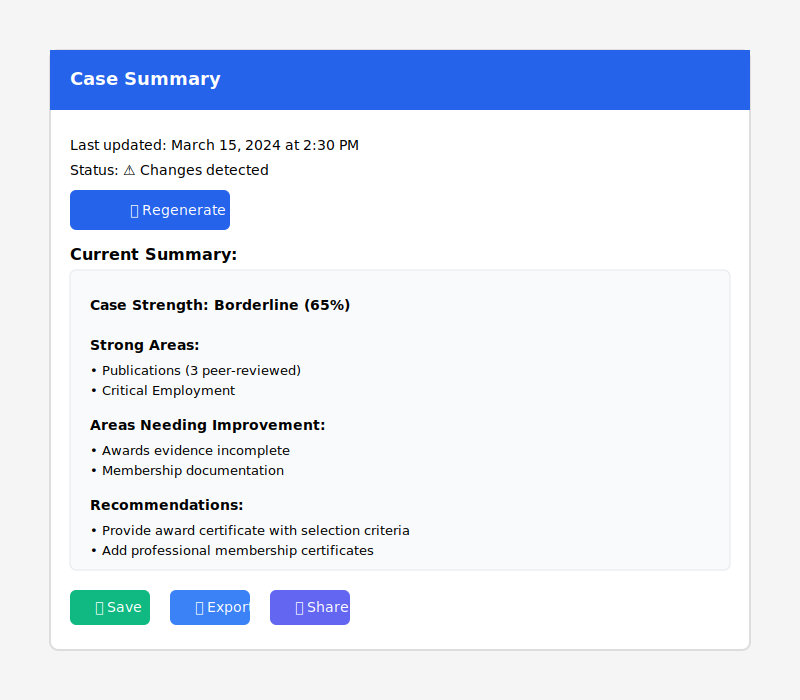 Case Summary
Last updated: March 15, 2024 at 2:30 PM
Status: ⚠ Changes detected
Regenerate
Current Summary:
Case Strength: Borderline (65%)
Strong Areas:
• Publications (3 peer-reviewed)
• Critical Employment
Areas Needing Improvement:
• Awards evidence incomplete
• Membership documentation
Recommendations:
• Provide award certificate with selection criteria
• Add professional membership certificates
Save Export Share